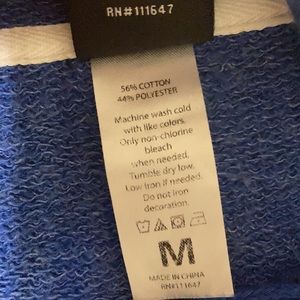 RN#111647
56% COTTON
44% POLYESTER
Machine wash cold
with like colors.
Only non-chlorine
bleach
when needed.
Tumble dry low.
Low iron if needed.
Do not iron
decoration.
M
MADE IN CHINA
RN#111647